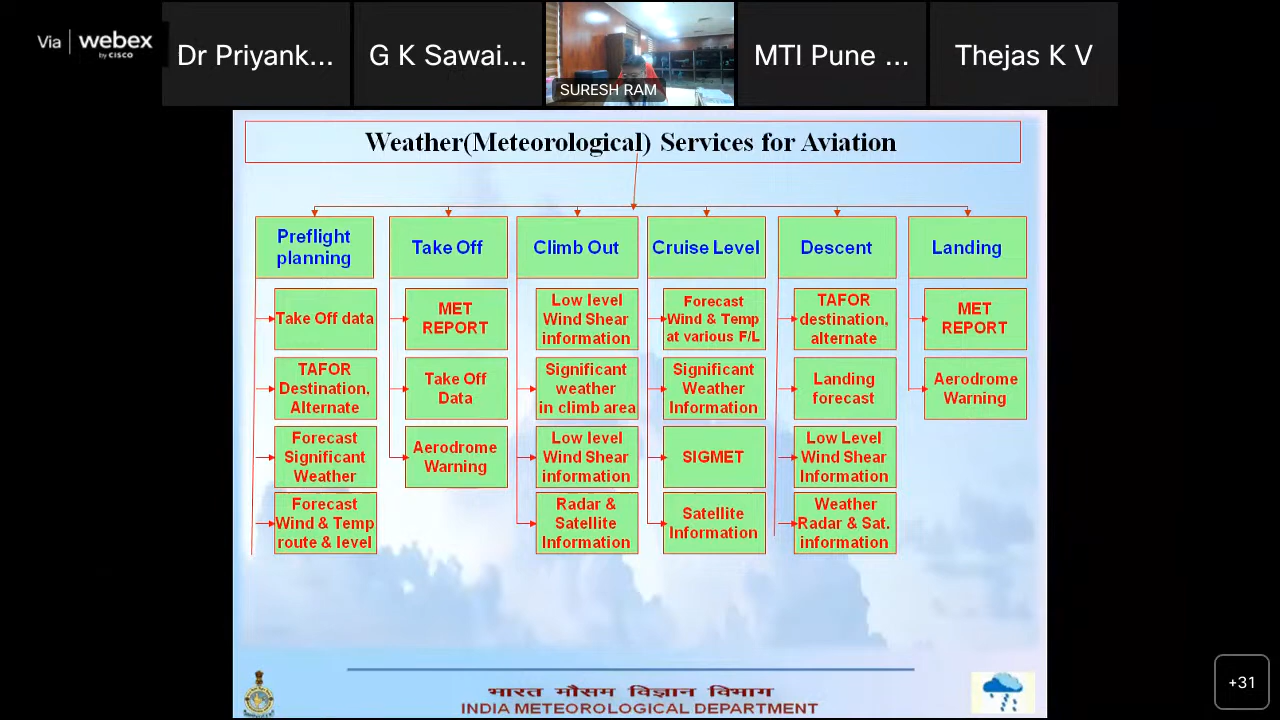 Via | webex
by CISCO
Dr Priyank...
G K Sawai...
SURESH RAM
MTI Pune ...
Thejas K V
Weather(Meteorological) Services for Aviation
Preflight
planning
Take Off data
TAFOR
Destination,
Alternate
Forecast
Significant
Weather
Forecast
Wind & Temp
route & level
Take Off
MET
REPORT
Take Off
Data
Aerodrome
Warning
Climb Out
Low level
Wind Shear
information
Significant
weather
in climb area
Low level
Wind Shear
information
Radar &
Satellite
Information
Cruise Level
Forecast
Wind & Temp
at various F/L
Significant
Weather
Information
SIGMET
Satellite
Information
Descent
TAFOR
destination,
alternate
Landing
forecast
Low Level
Wind Shear
Information
Weather
Radar & Sat.
information
Landing
MET
REPORT
Aerodrome
Warning
भारत मौसम विज्ञान विभाग
INDIA METEOROLOGICAL DEPARTMENT
+31